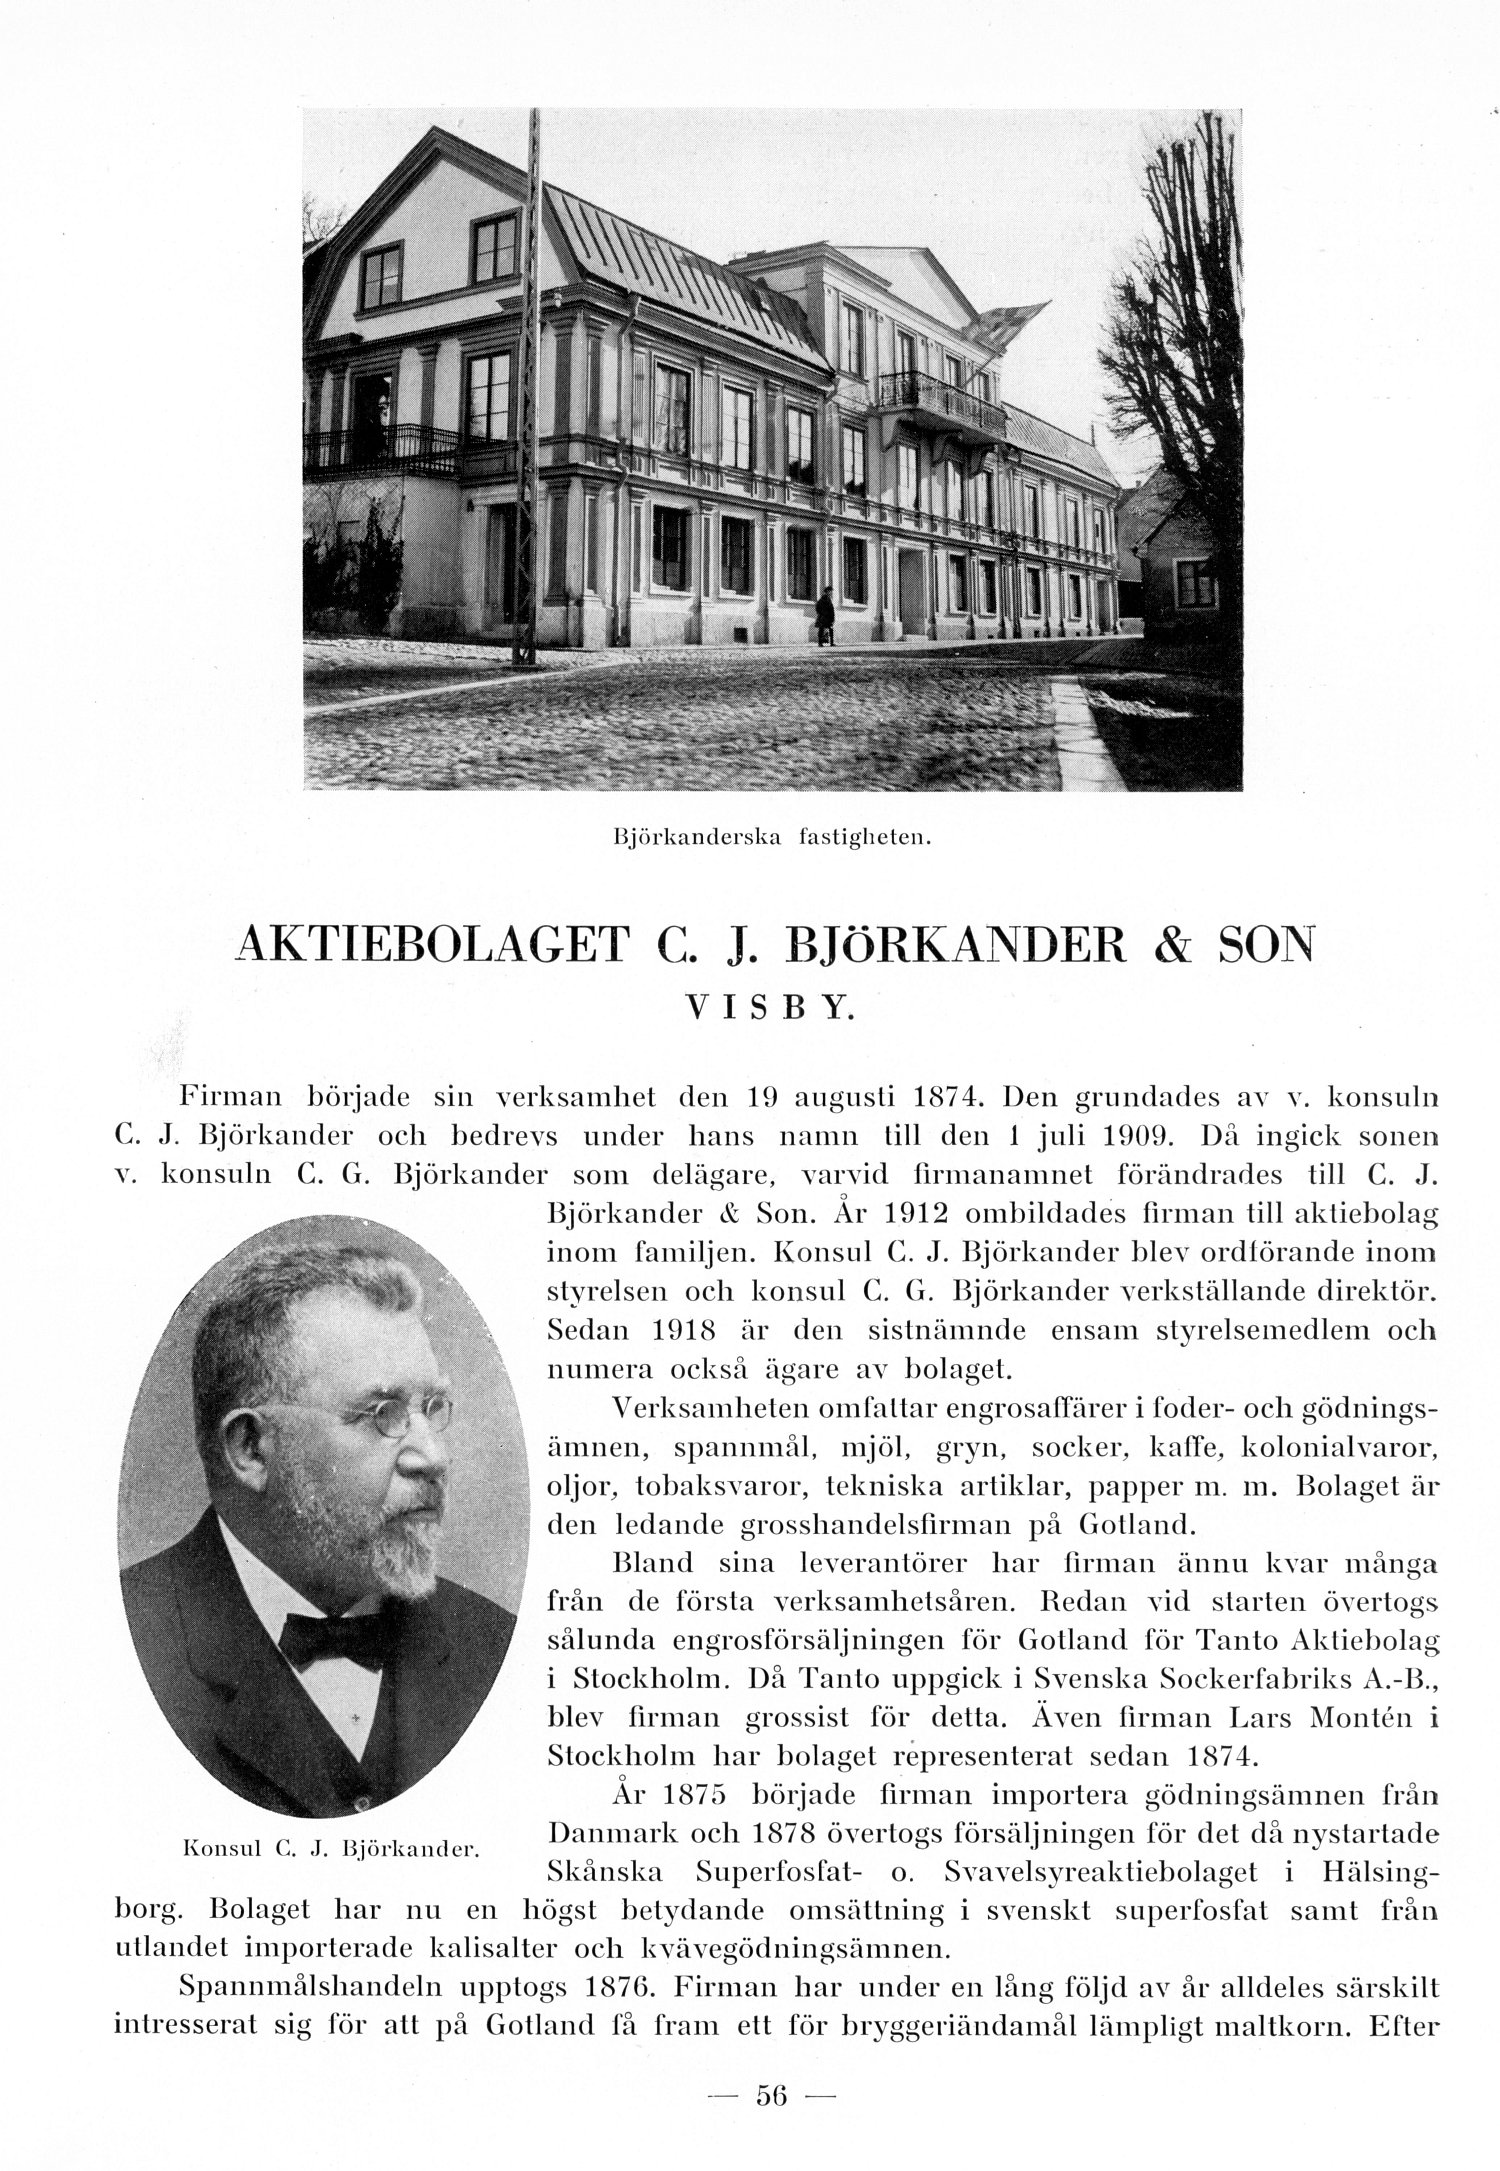 Björkanderska fastigheten.
AKTIEBOLAGET C. J. BJÖRKANDER & SON
VISBY.
Firman började sin verksamhet den 19 augusti 1874. Den grundades av v. konsuln
C. J. Björkander och bedrevs under hans namn till den 1 juli 1909. Då ingick sonen
v. konsuln C. G. Björkander som delägare, varvid firmanamnet förändrades till C. J.
Björkander & Son. År 1912 ombildades firman till aktiebolag
inom familjen. Konsul C. J. Björkander blev ordförande inom
styrelsen och konsul C. G. Björkander verkställande direktör.
Sedan 1918 är den sistnämnde ensam styrelsemedlem och
numera också ägare av bolaget.
Verksamheten omfattar engrosaffärer i foder- och gödnings-
ämnen, spannmål, mjöl, gryn, socker, kaffe, kolonialvaror,
oljor, tobaksvaror, tekniska artiklar, papper m. m. Bolaget är
den ledande grosshandelsfirman på Gotland.
Bland sina leverantörer har firman ännu kvar många
från de första verksamhetsåren. Redan vid starten övertogs
sålunda engrosförsäljningen för Gotland för Tanto Aktiebolag
i Stockholm. Då Tanto uppgick i Svenska Sockerfabriks A.-B.,
blev firman grossist för detta. Även firman Lars Montén i
Stockholm har bolaget representerat sedan 1874.
År 1875 började firman importera gödningsämnen från
Danmark och 1878 övertogs försäljningen för det då nystartade
Skånska Superfosfat- o. Svavelsyreaktiebolaget i Hälsing-
Konsul C. J. Björkander.
borg. Bolaget har nu en högst betydande omsättning i svenskt superfosfat samt från
utlandet importerade kalisalter och kvävegödningsämnen.
Spannmålshandeln upptogs 1876. Firman har under en lång följd av år alldeles särskilt
intresserat sig för att på Gotland få fram ett för bryggeriändamål lämpligt maltkorn. Efter
— 56 —